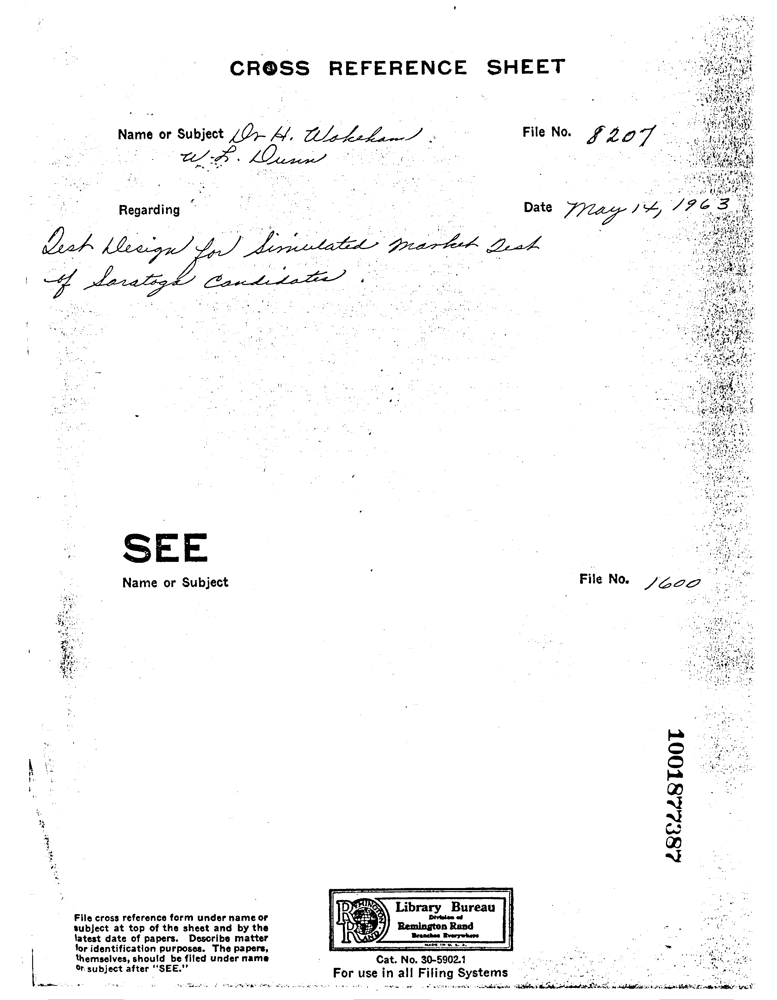 CROSS REFERENCE SHEET
Name or Subject Dr H. Wakeham
W. L. Dunn
File No. 8207
Regarding
Date May 14, 1963
Test Design for Simulated Market Test
of Saratoga Candidates.
SEE
Name or Subject
File No. 1600
1001877387
File cross reference form under name or
subject at top of the sheet and by the
latest date of papers. Describe matter
for identification purposes. The papers,
themselves, should be filed under name
or subject after "SEE."
REMINGTON
RAND
R
R
Library Bureau
Division of
Remington Rand
Branches Everywhere
MADE IN U. S. A.
Cat. No. 30-5902.1
For use in all Filing Systems